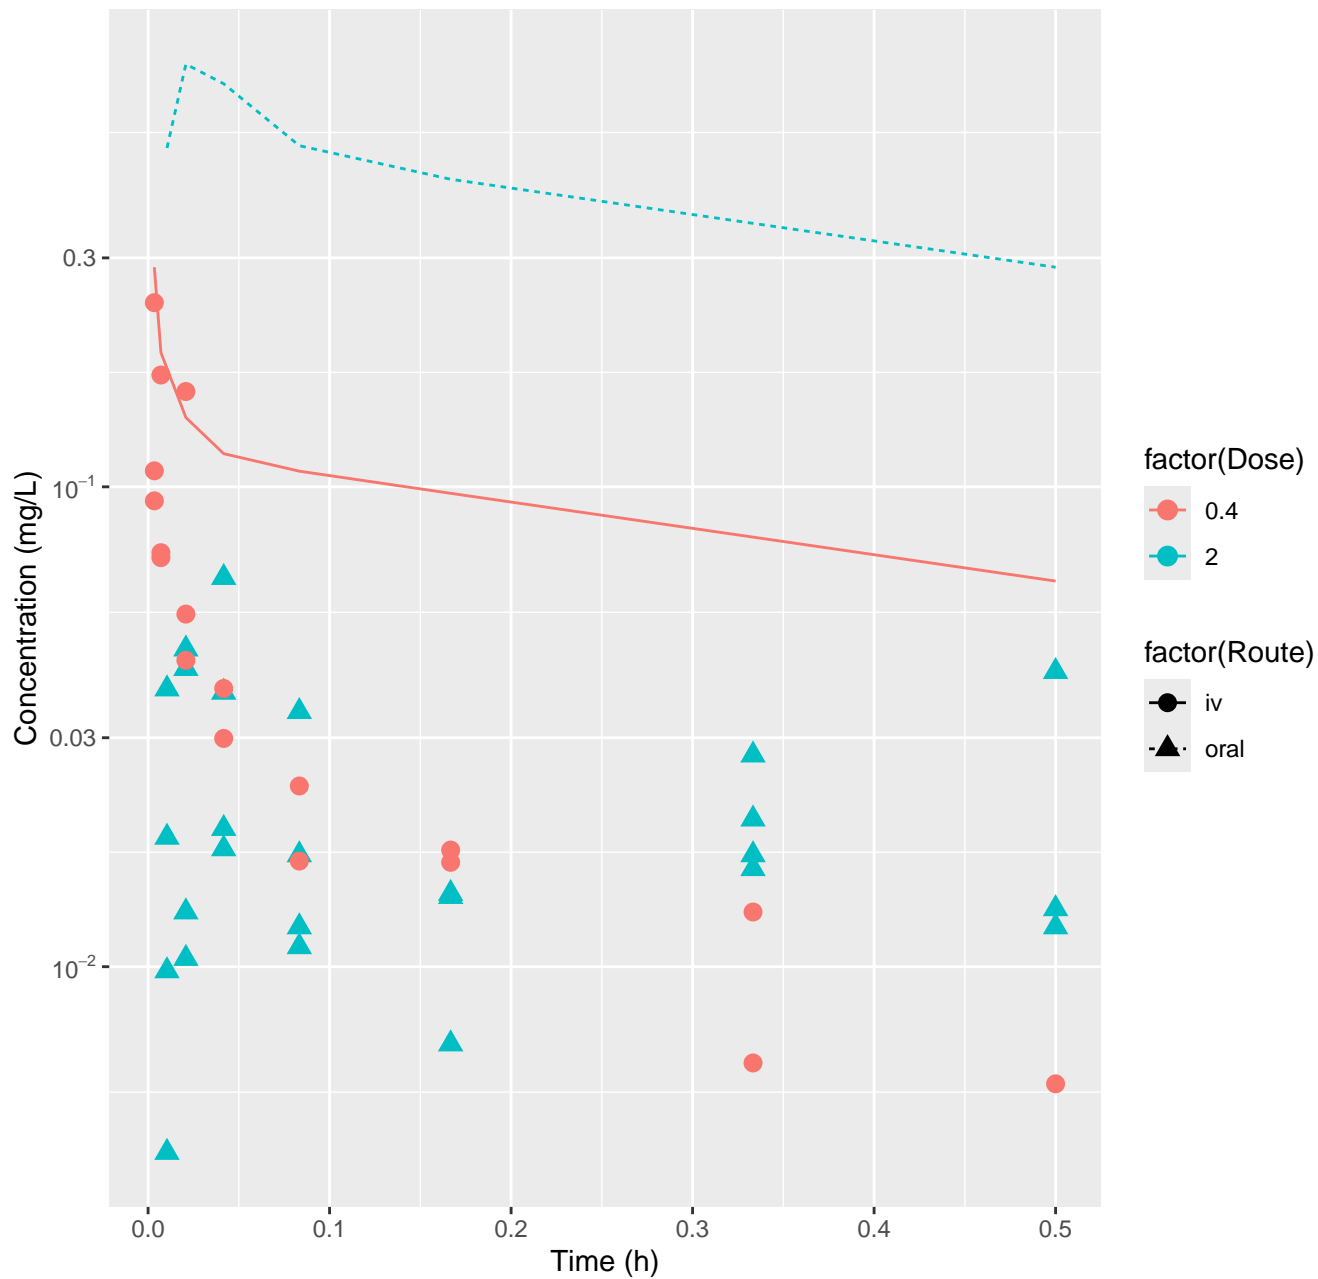 Concentration (mg/L)
0.3
10⁻¹
0.03
10⁻²
0.0 0.1 0.2 0.3 0.4 0.5
Time (h)
factor(Dose)
0.4
2
factor(Route)
iv
oral